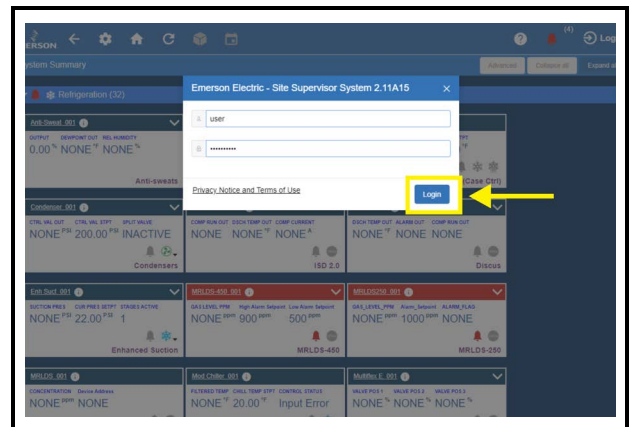 ERSON
(4)
Log
ystem Summary
Advanced
Collapse all
Expand al
Refrigeration (32)
Emerson Electric - Site Supervisor System 2.11A15 ×
user
••••••••••
Privacy Notice and Terms of Use
Login
Anti-Sweat_001
OUTPUT DEWPOINT OUT REL HUMIDITY
0.00 % NONE °F NONE %
Anti-sweats
(Case Ctrl)
Condenser_001
CTRL VAL OUT CTRL VAL STPT SPLIT VALVE
NONE PSI 200.00 PSI INACTIVE
Condensers
COMP RUN OUT DSCH TEMP OUT COMP CURRENT
NONE NONE °F NONE A
ISD 2.0
DSCH TEMP OUT ALARM OUT COMP RUN OUT
NONE °F NONE NONE
Discus
Enh Suct_001
SUCTION PRES CUR PRES SETPT STAGES ACTIVE
NONE PSI 22.00 PSI 1
Enhanced Suction
MRLDS-450_001
GAS LEVEL PPM High Alarm Setpoint Low Alarm Setpoint
NONE ppm 900 ppm 500 ppm
MRLDS-450
MRLDS250_001
GAS_LEVEL_PPM Alarm_Setpoint ALARM_FLAG
NONE ppm 1000 ppm NONE
MRLDS-250
MRLDS_001
CONCENTRATION Device Address
NONE ppm NONE
Mod Chiller_001
FILTERED TEMP CHILL TEMP STPT CONTROL STATUS
NONE °F 20.00 °F Input Error
Multiflex E_001
VALVE POS 1 VALVE POS 2 VALVE POS 3
NONE % NONE % NONE %